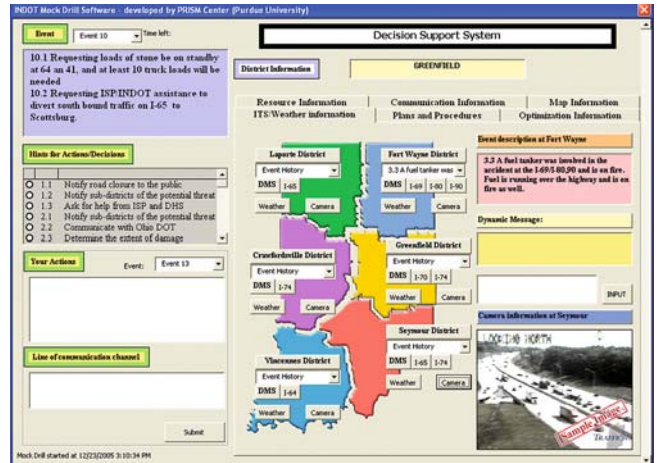 INDOT Mock Drill Software - developed by PRISM Center (Purdue University)
Event
Event 10
Time left:
10.1 Requesting loads of stone be on standby
at 64 an 41, and at least 10 truck loads will be
needed
10.2 Requesting ISP/INDOT assistance to
divert south bound traffic on I-65 to
Scottsburg.
Hints for Actions/Decisions
1.1 Notify road closure to the public
1.2 Notify sub-districts of the potential threat
1.3 Ask for help from ISP and DHS
2.1 Notify sub-districts of the potential threat
2.2 Communicate with Ohio DOT
2.3 Determine the extent of damage
Your Actions
Event:
Event 13
Line of communication channel
Submit
Mock Drill started at 12/23/2005 3:10:34 PM
Decision Support System
District Information
GREENFIELD
Resource Information
Communication Information
Map Information
ITS/Weather information
Plans and Procedures
Optimization Information
Laporte District
Event History
DMS I-65
Weather Camera
Fort Wayne District
3.3 A fuel tanker was
DMS I-69 I-80 I-90
Weather Camera
Crawfordsville District
Event History
DMS I-74
Weather Camera
Greenfield District
Event History
DMS I-70 I-74
Weather Camera
Vincennes District
Event History
DMS I-64
Weather Camera
Seymour District
Event History
DMS I-65 I-74
Weather Camera
Event description at Fort Wayne
3.3 A fuel tanker was involved in the
accident at the I-69/I-80,90 and is on fire.
Fuel is running over the highway and is on
fire as well.
Dynamic Message:
INPUT
Camera information at Seymour
LOOKING NORTH
Sample Image